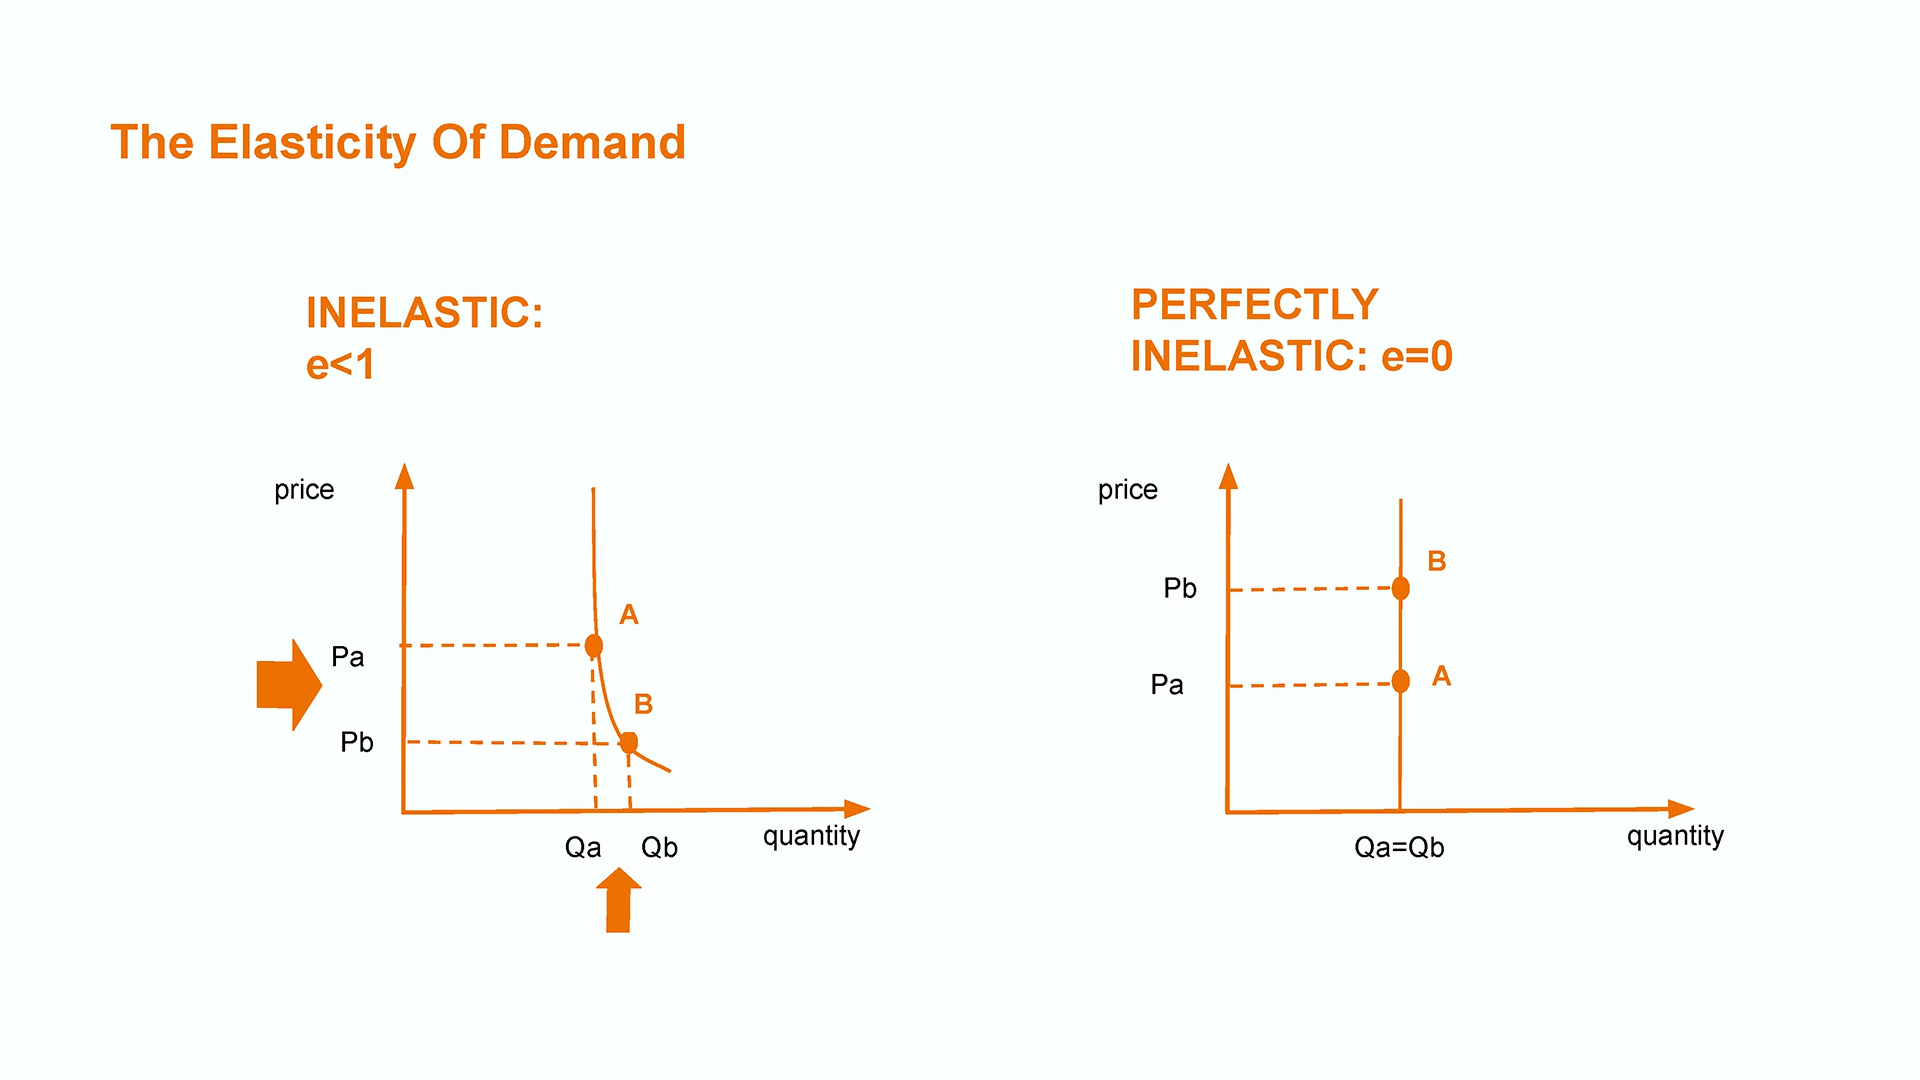 The Elasticity Of Demand
INELASTIC:
e<1
price
A
Pa
B
Pb
Qa
Qb
quantity
PERFECTLY
INELASTIC: e=0
price
B
Pb
A
Pa
Qa=Qb
quantity